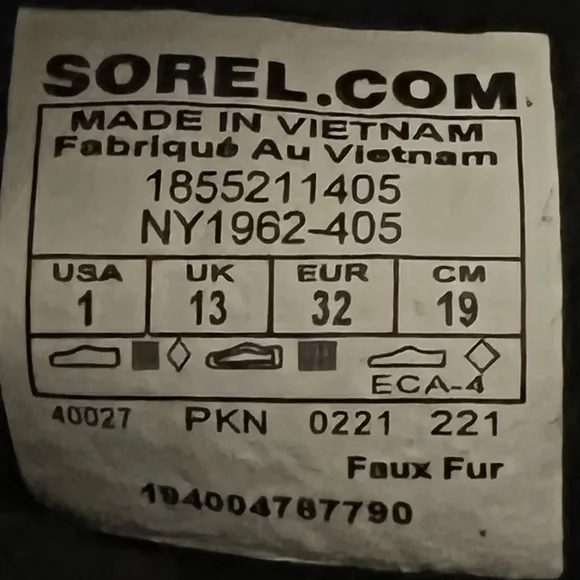 SOREL.COM
MADE IN VIETNAM
Fabriqué Au Vietnam
1855211405
NY1962-405
USA UK EUR CM
1 13 32 19
ECA-4
40027 PKN 0221 221
Faux Fur
194004787790